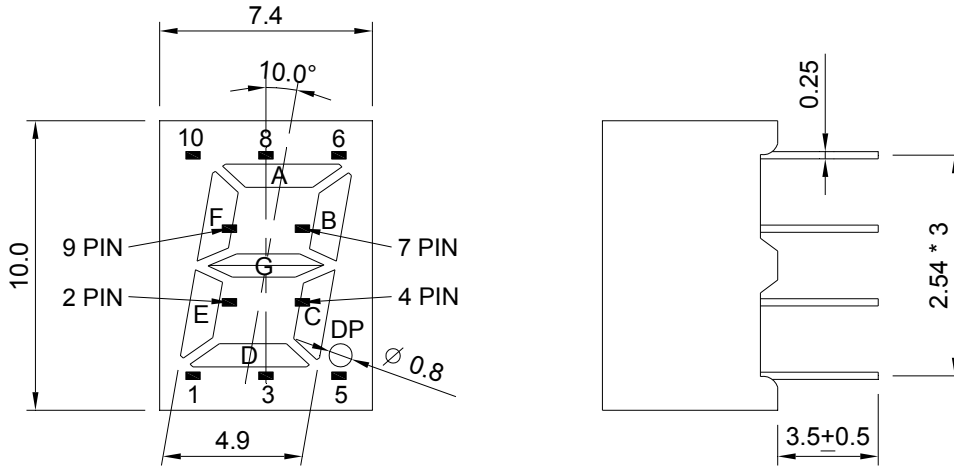 7.4
10.0°
10 8 6
A
F B
9 PIN 7 PIN
G
2 PIN 4 PIN
E C
DP
D
⌀ 0.8
1 3 5
4.9
10.0
0.25
2.54 * 3
3.5±0.5